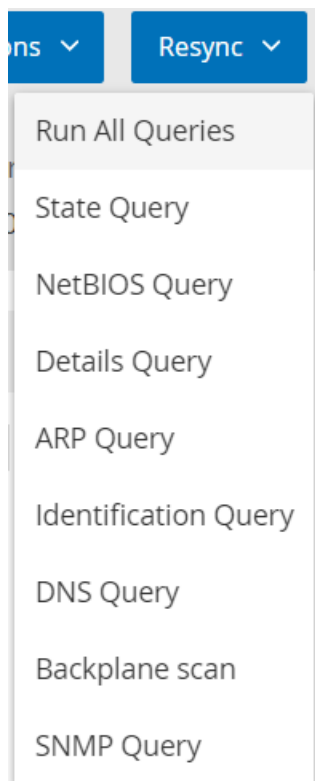 ns Resync
Run All Queries
State Query
NetBIOS Query
Details Query
ARP Query
Identification Query
DNS Query
Backplane scan
SNMP Query